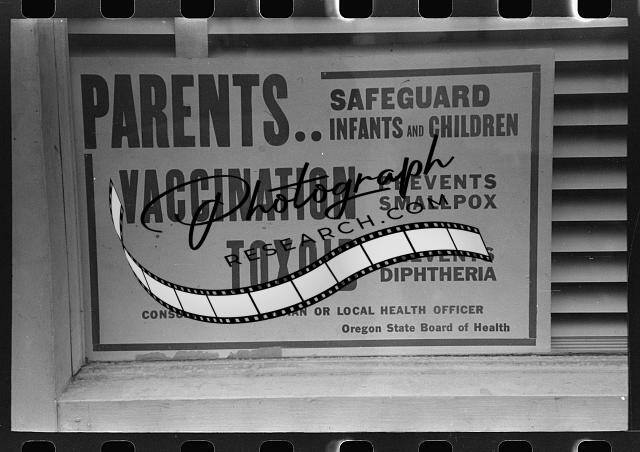 PARENTS..
SAFEGUARD
INFANTS AND CHILDREN
VACCINATION
PREVENTS
SMALLPOX
TOXOID
PREVENTS
DIPHTHERIA
OR LOCAL HEALTH OFFICER
Oregon State Board of Health
Photograph
RESEARCH.COM